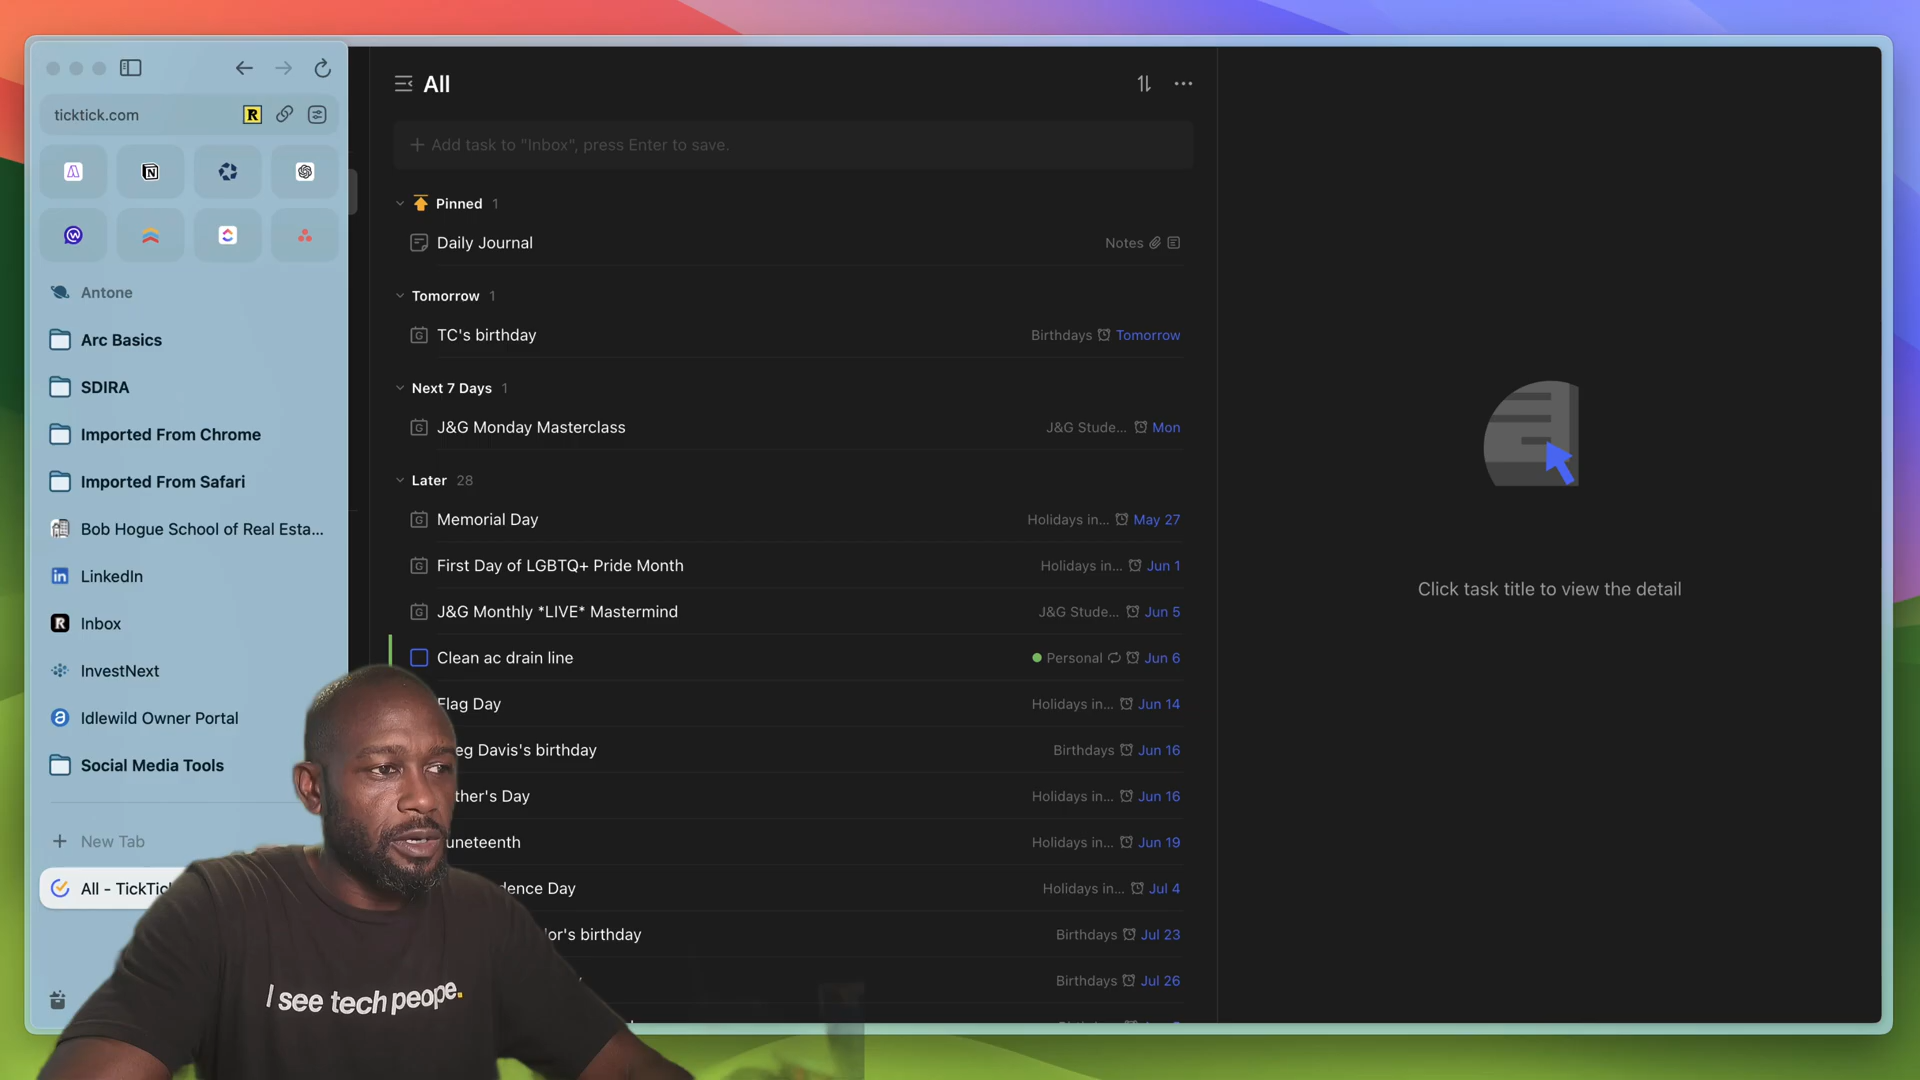 ticktick.com
Antone
Arc Basics
SDIRA
Imported From Chrome
Imported From Safari
Bob Hogue School of Real Esta...
LinkedIn
Inbox
InvestNext
Idlewild Owner Portal
Social Media Tools
New Tab
All - TickTic
All
Add task to "Inbox", press Enter to save.
Pinned 1
Daily Journal Notes
Tomorrow 1
TC's birthday Birthdays Tomorrow
Next 7 Days 1
J&G Monday Masterclass J&G Stude... Mon
Later 28
Memorial Day Holidays in... May 27
First Day of LGBTQ+ Pride Month Holidays in... Jun 1
J&G Monthly *LIVE* Mastermind J&G Stude... Jun 5
Clean ac drain line Personal Jun 6
Flag Day Holidays in... Jun 14
eg Davis's birthday Birthdays Jun 16
ther's Day Holidays in... Jun 16
uneteenth Holidays in... Jun 19
dence Day Holidays in... Jul 4
lor's birthday Birthdays Jul 23
Birthdays Jul 26
Click task title to view the detail
I see tech peope.